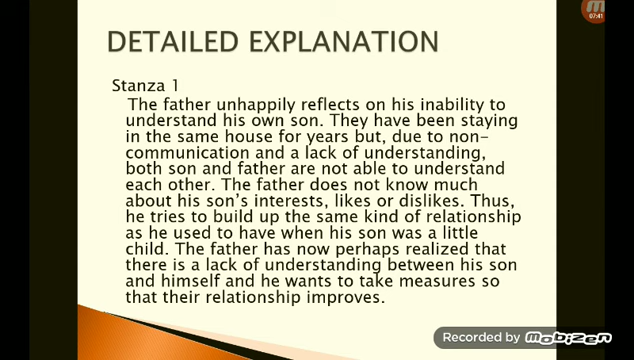 07:41
DETAILED EXPLANATION
Stanza 1
The father unhappily reflects on his inability to
understand his own son. They have been staying
in the same house for years but, due to non-
communication and a lack of understanding,
both son and father are not able to understand
each other. The father does not know much
about his son's interests, likes or dislikes. Thus,
he tries to build up the same kind of relationship
as he used to have when his son was a little
child. The father has now perhaps realized that
there is a lack of understanding between his son
and himself and he wants to take measures so
that their relationship improves.
Recorded by Mobizen